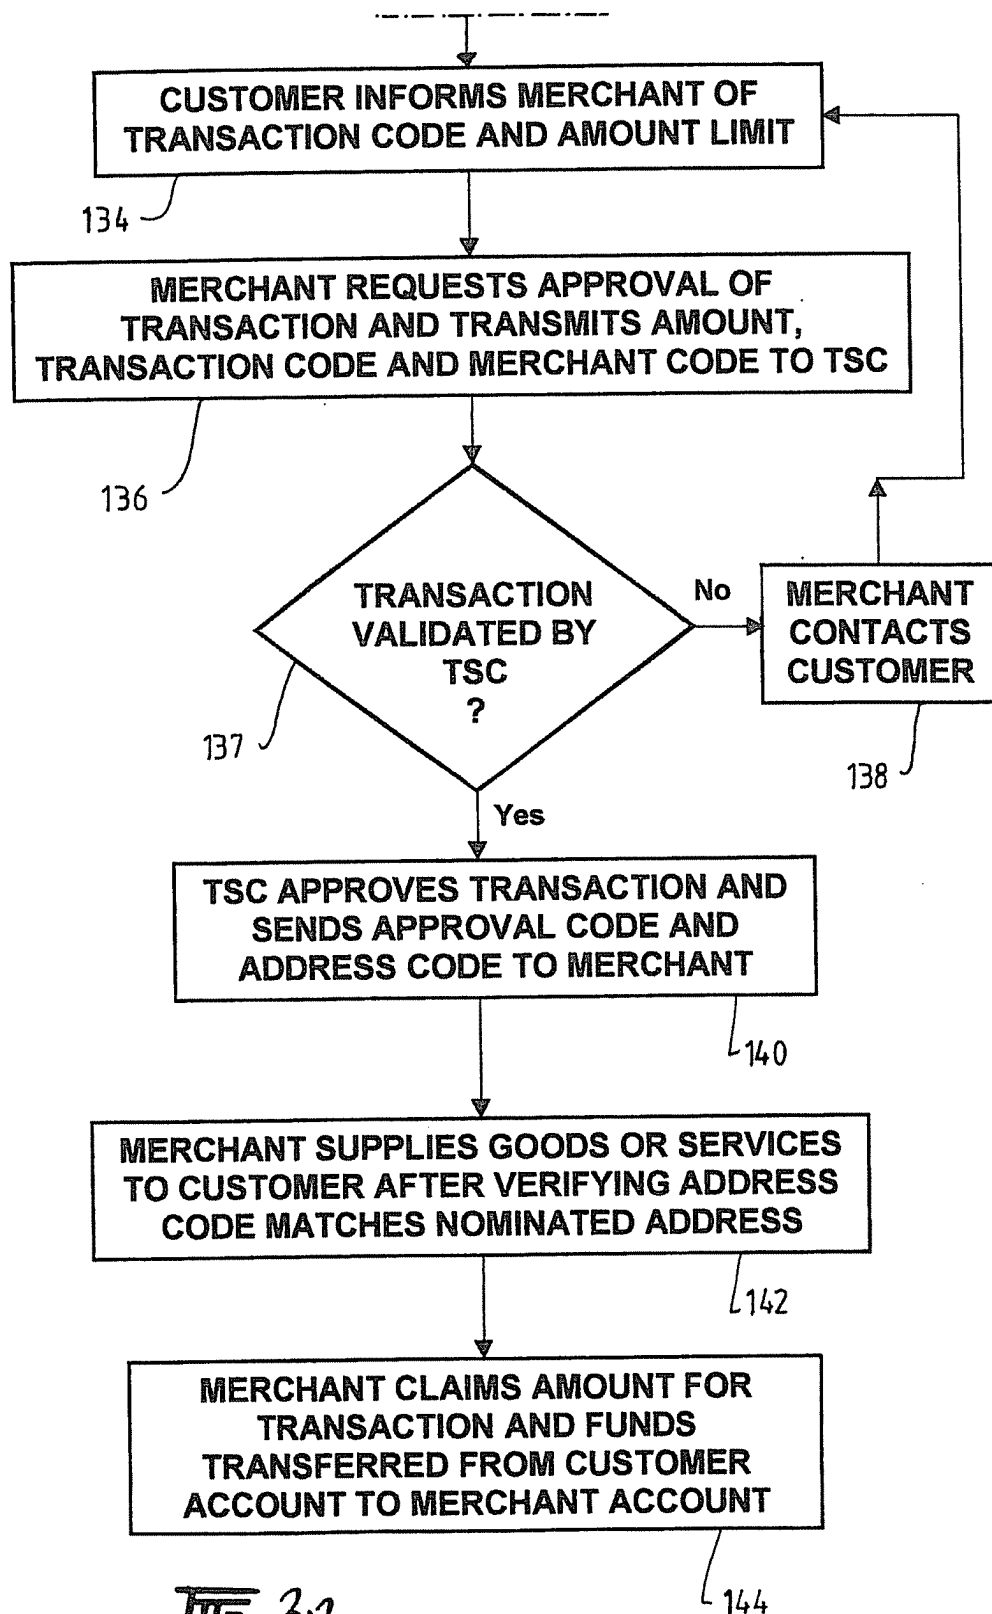 CUSTOMER INFORMS MERCHANT OF
TRANSACTION CODE AND AMOUNT LIMIT
134
MERCHANT REQUESTS APPROVAL OF
TRANSACTION AND TRANSMITS AMOUNT,
TRANSACTION CODE AND MERCHANT CODE TO TSC
136
TRANSACTION
VALIDATED BY
TSC
?
No
MERCHANT
CONTACTS
CUSTOMER
137
138
Yes
TSC APPROVES TRANSACTION AND
SENDS APPROVAL CODE AND
ADDRESS CODE TO MERCHANT
140
MERCHANT SUPPLIES GOODS OR SERVICES
TO CUSTOMER AFTER VERIFYING ADDRESS
CODE MATCHES NOMINATED ADDRESS
142
MERCHANT CLAIMS AMOUNT FOR
TRANSACTION AND FUNDS
TRANSFERRED FROM CUSTOMER
ACCOUNT TO MERCHANT ACCOUNT
144